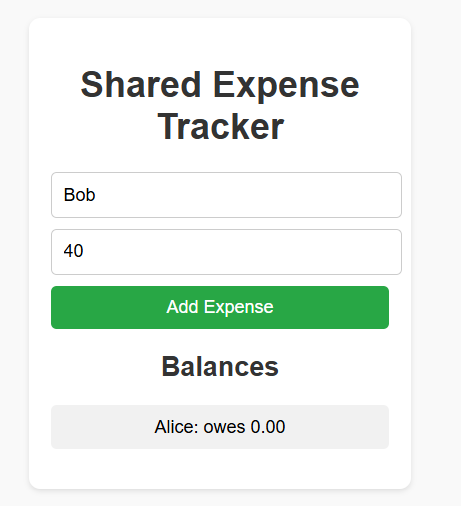 Shared Expense
Tracker
Bob
40
Add Expense
Balances
Alice: owes 0.00